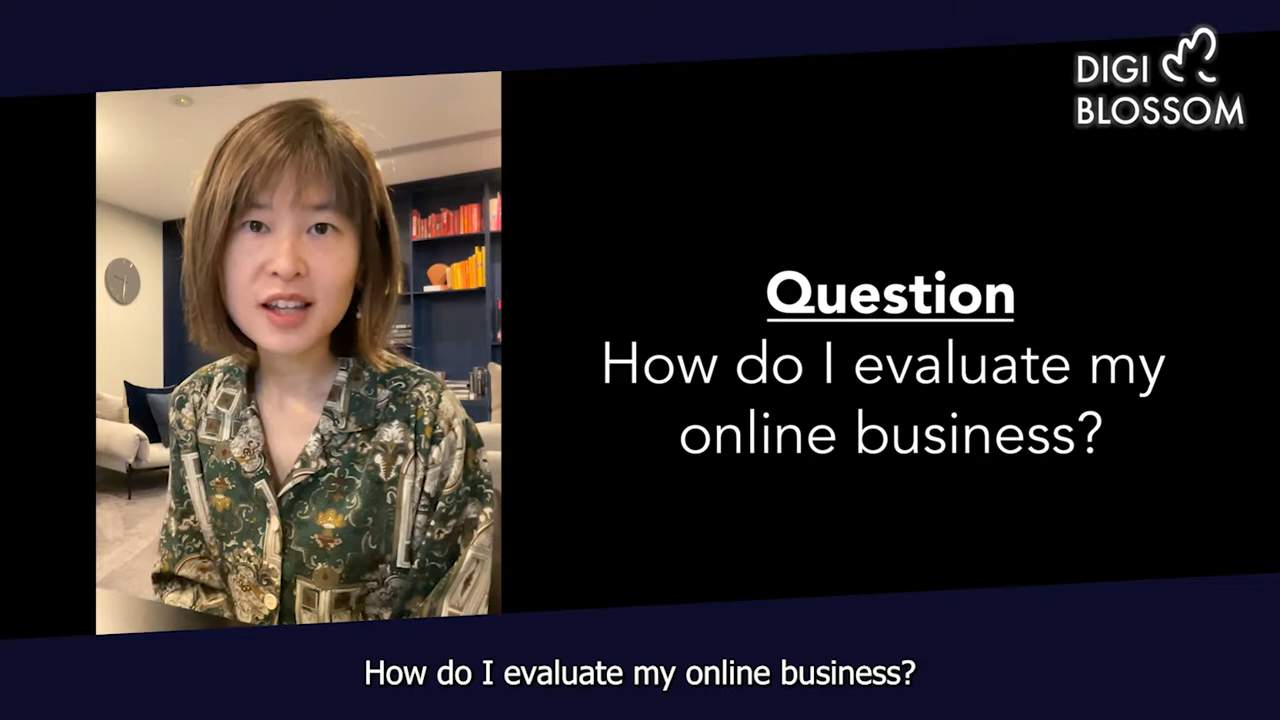 DIGI
BLOSSOM
Question
How do I evaluate my
online business?
How do I evaluate my online business?